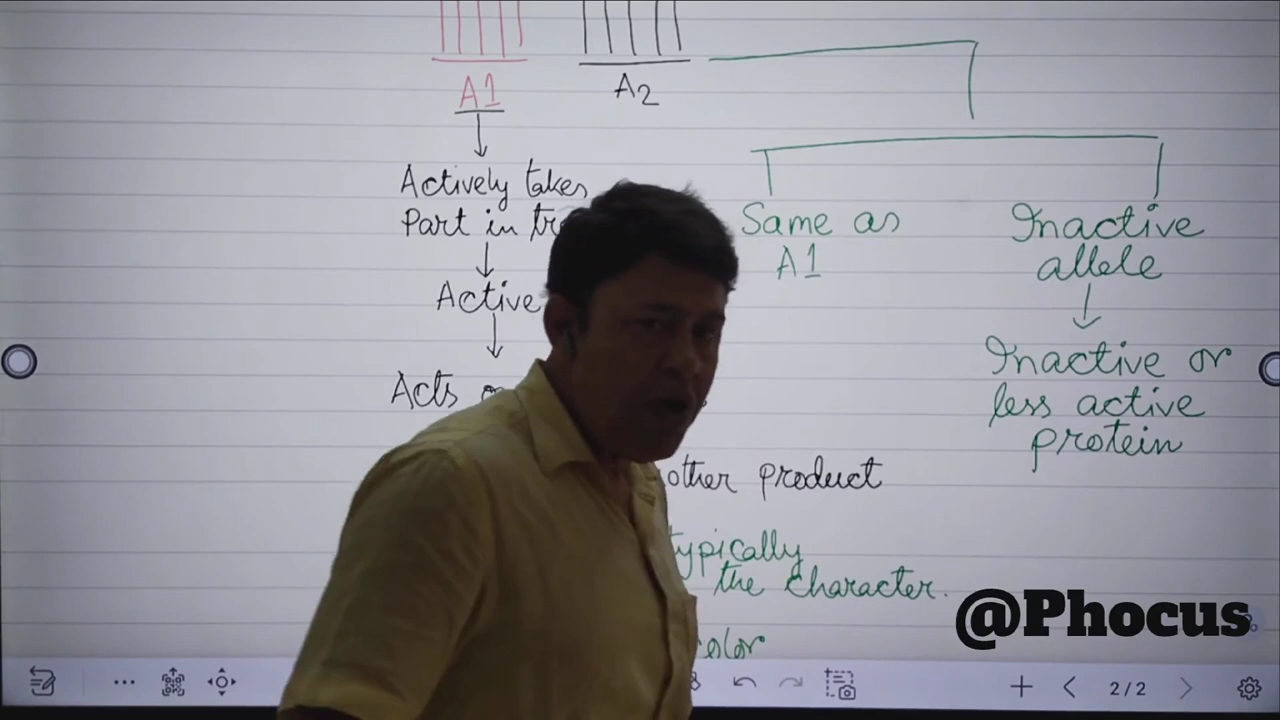 A1
A2
Actively takes
Part in
Active
Acts
other product
typically
the character.
Same as
A1
Inactive
allele
Inactive or
less active
protein
@Phocus
2/2